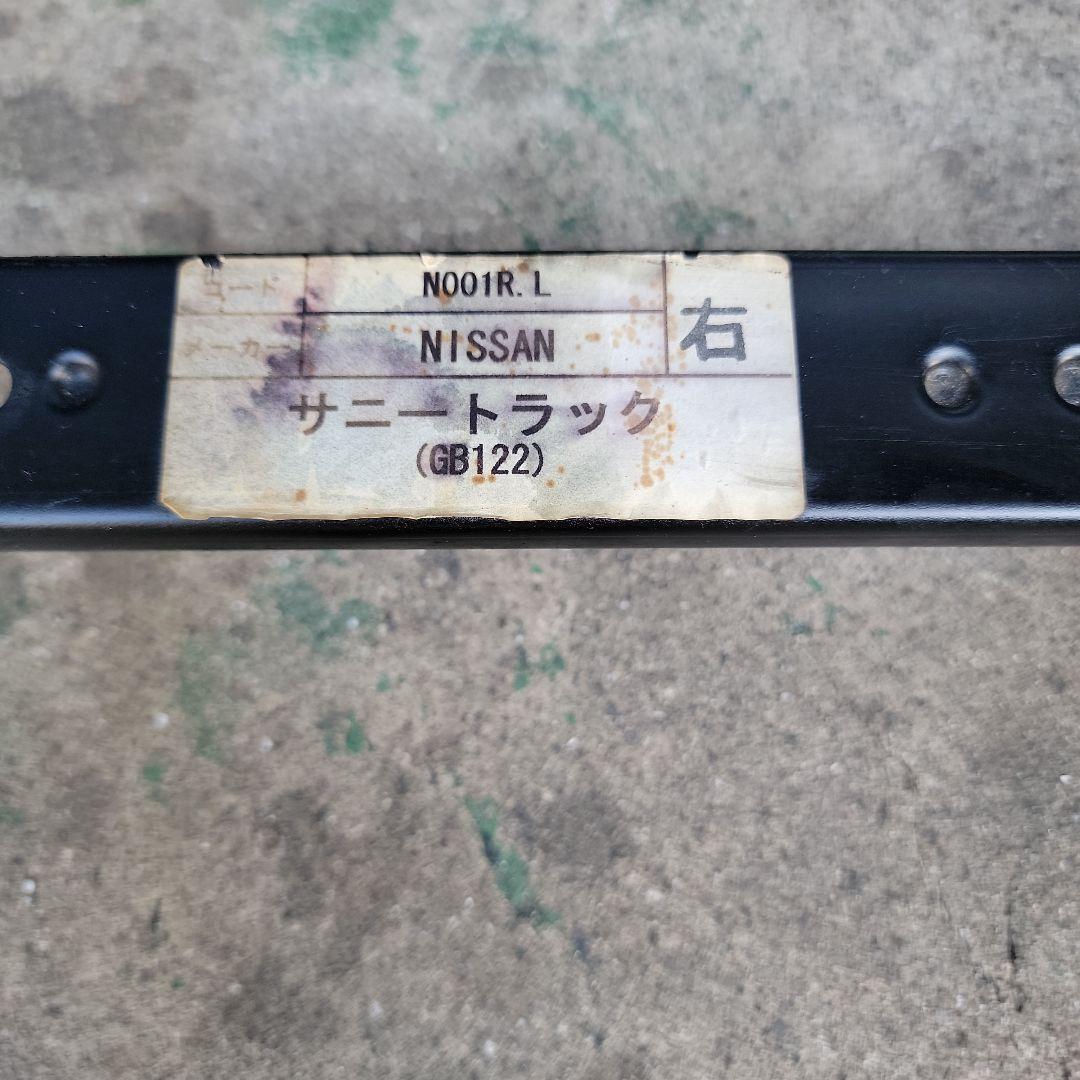 コード N001R.L 右
メーカー NISSAN
サニートラック
(GB122)